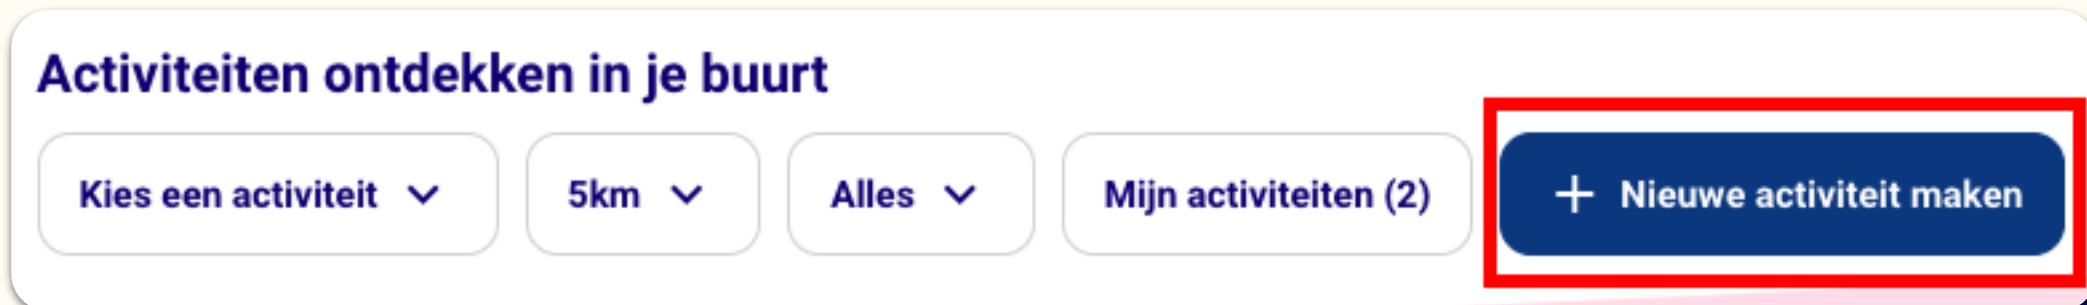 Activiteiten ontdekken in je buurt
Kies een activiteit 5km Alles Mijn activiteiten (2) + Nieuwe activiteit maken